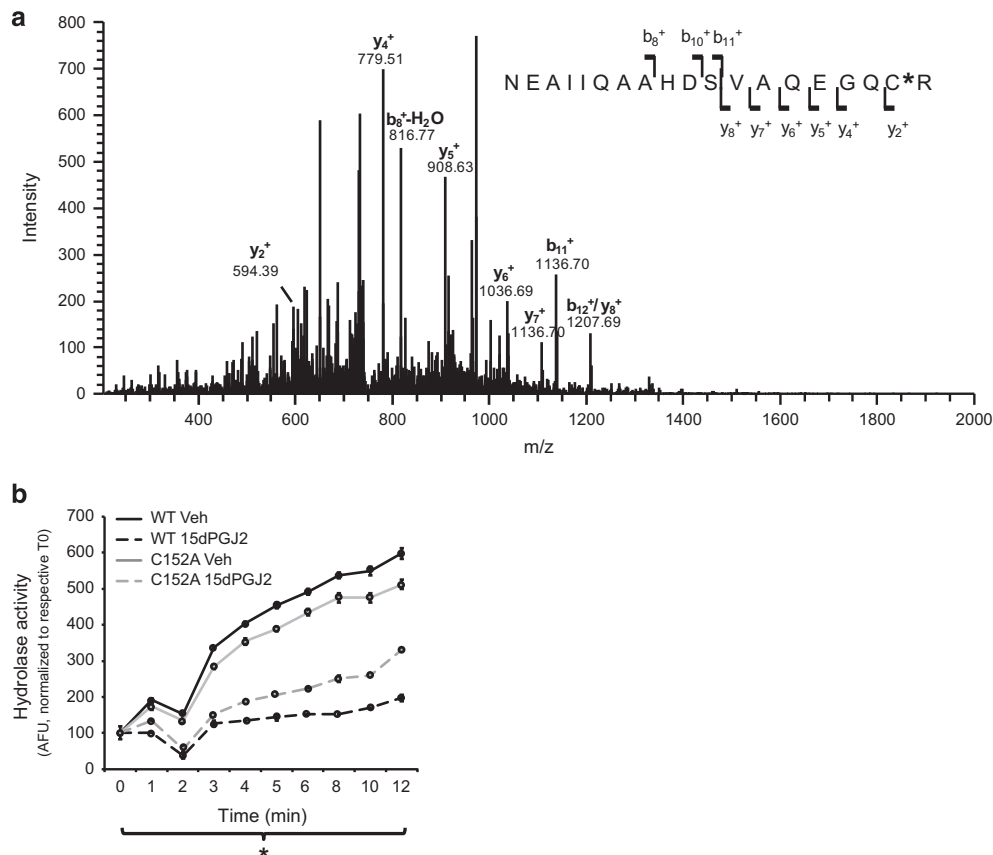 a
800
700
600
500
400
300
200
100
0
Intensity
400 600 800 1000 1200 1400 1600 1800 2000
m/z
y₂⁺
594.39
y₄⁺
779.51
b₈⁺-H₂O
816.77
y₅⁺
908.63
y₆⁺
1036.69
y₇⁺
1136.70
b₁₁⁺
1136.70
b₁₂⁺/y₈⁺
1207.69
b₈⁺ b₁₀⁺ b₁₁⁺
N E A I I Q A A H D S V A Q E G Q C * R
y₈⁺ y₇⁺ y₆⁺ y₅⁺ y₄⁺ y₂⁺
b
700
600
500
400
300
200
100
0
Hydrolase activity
(AFU, normalized to respective T0)
WT Veh
WT 15dPGJ2
C152A Veh
C152A 15dPGJ2
0 1 2 3 4 5 6 8 10 12
Time (min)
*